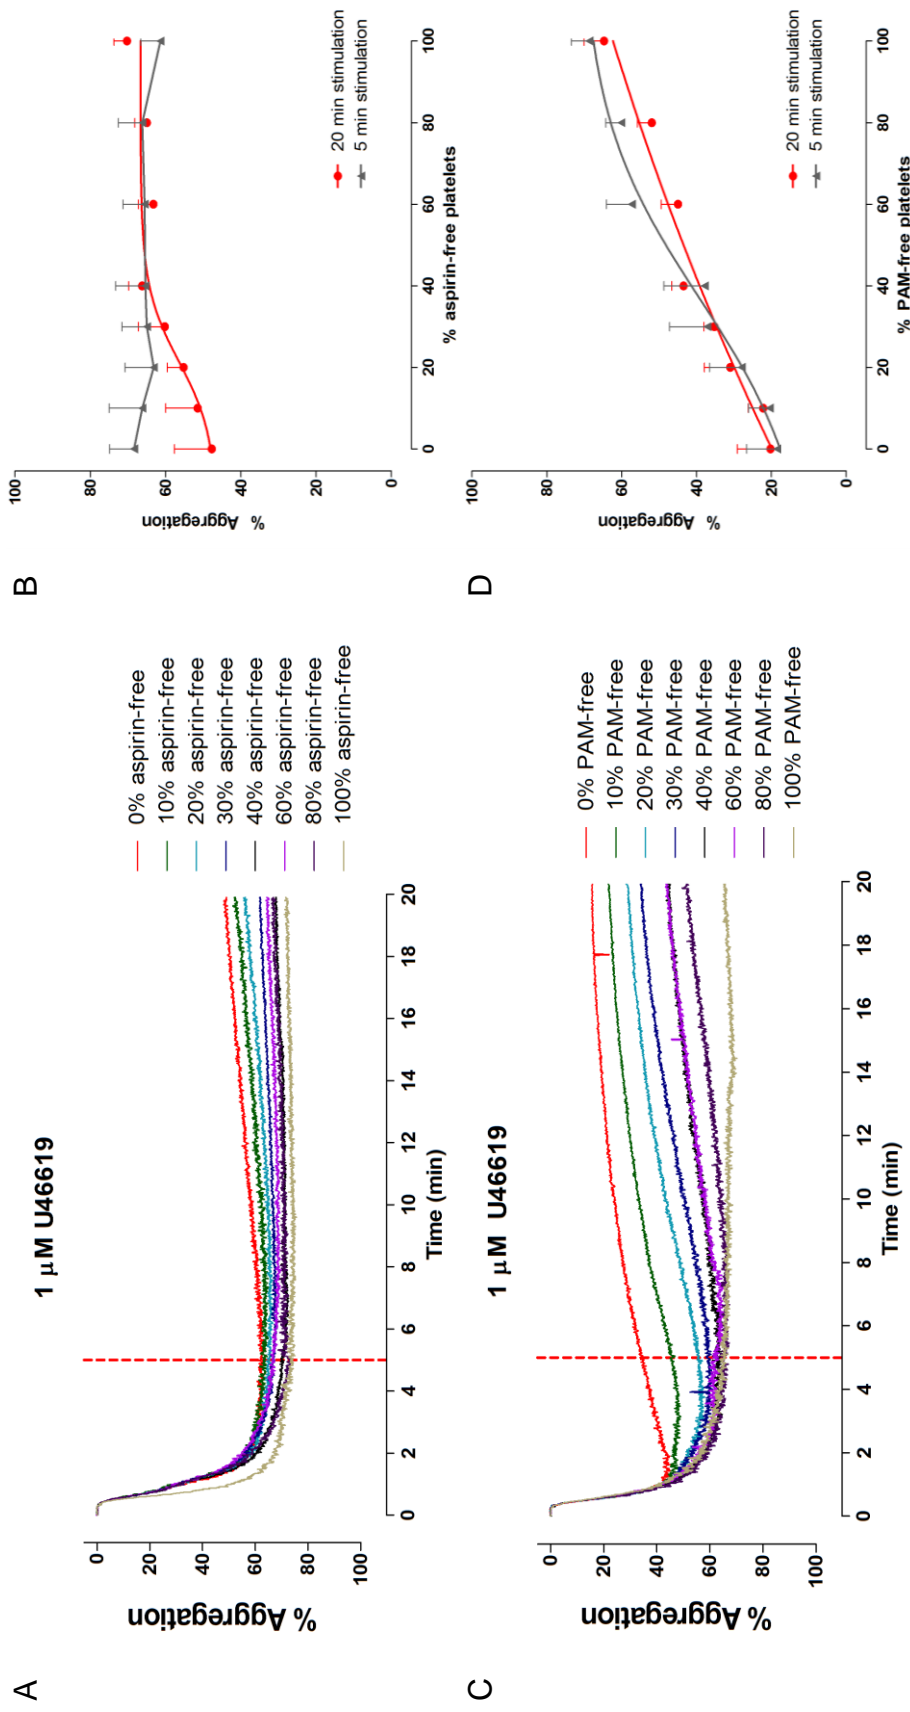 A
1 µM U46619
% Aggregation
0
20
40
60
80
100
0
2
4
6
8
10
12
14
16
18
20
Time (min)
0% aspirin-free
10% aspirin-free
20% aspirin-free
30% aspirin-free
40% aspirin-free
60% aspirin-free
80% aspirin-free
100% aspirin-free
B
% Aggregation
100
80
60
40
20
0
0
20
40
60
80
100
% aspirin-free platelets
20 min stimulation
5 min stimulation
C
1 µM U46619
% Aggregation
0
20
40
60
80
100
0
2
4
6
8
10
12
14
16
18
20
Time (min)
0% PAM-free
10% PAM-free
20% PAM-free
30% PAM-free
40% PAM-free
60% PAM-free
80% PAM-free
100% PAM-free
D
% Aggregation
100
80
60
40
20
0
0
20
40
60
80
100
% PAM-free platelets
20 min stimulation
5 min stimulation